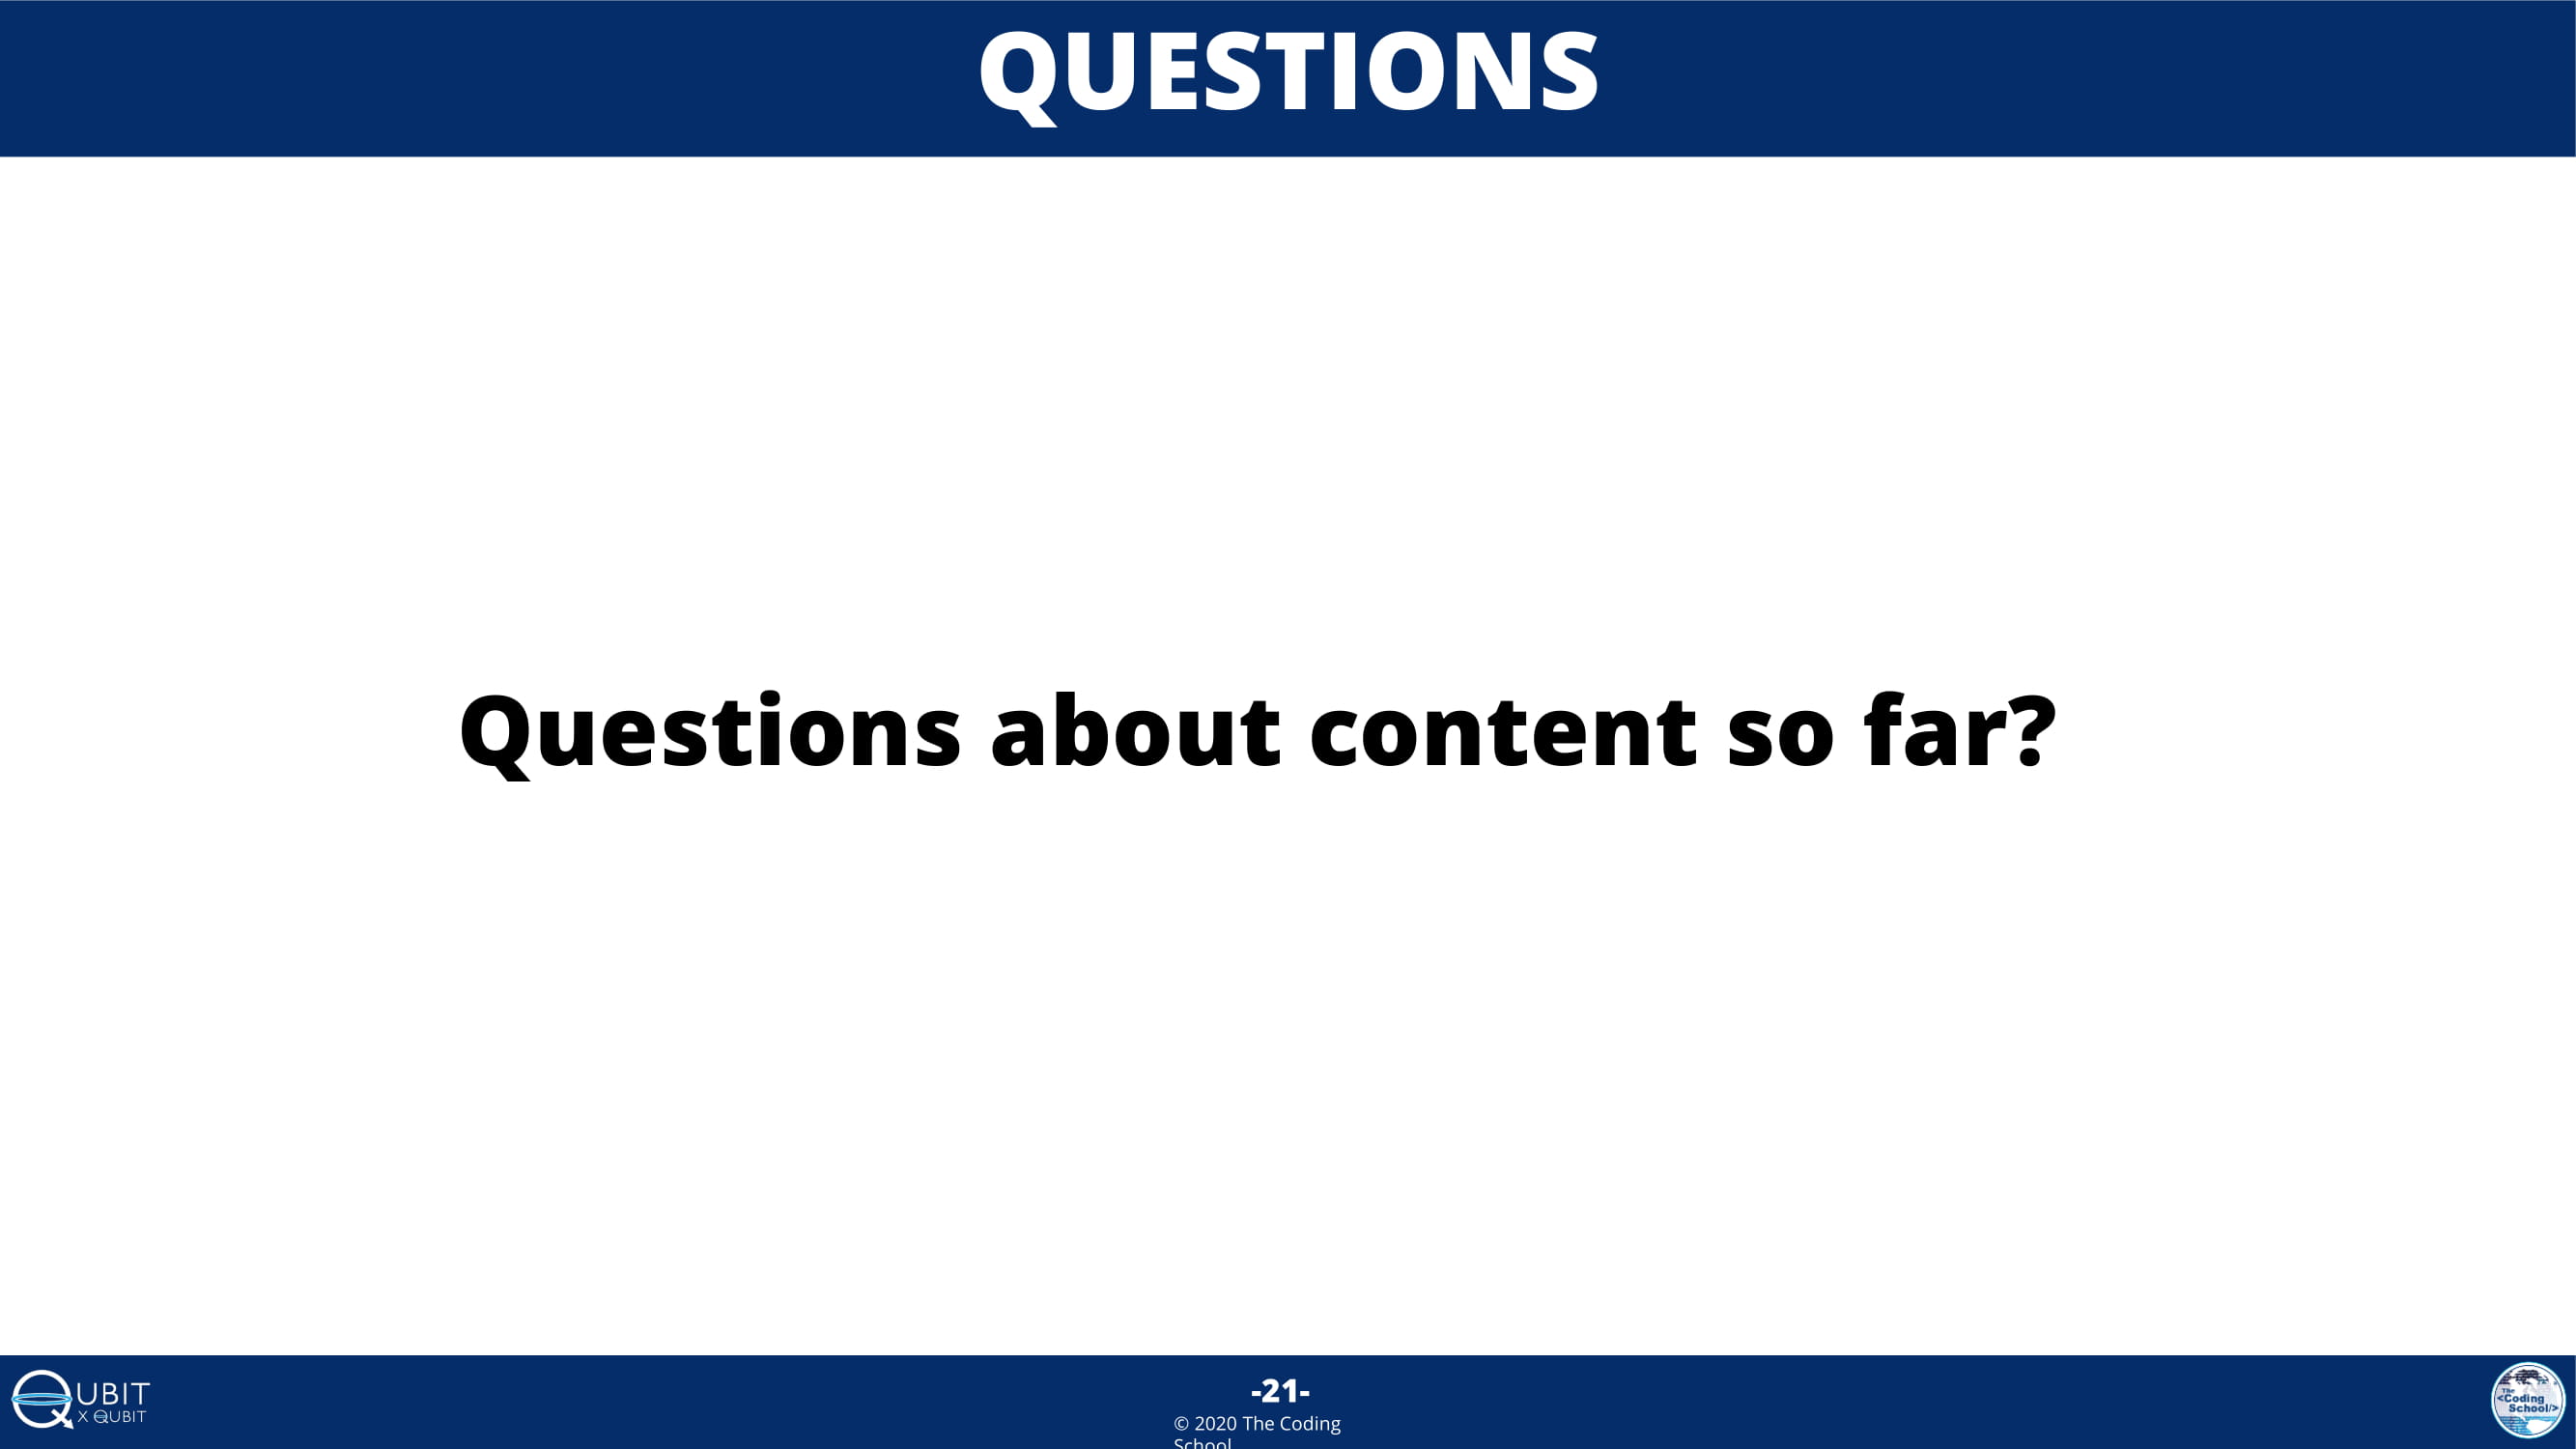 QUESTIONS
Questions about content so far?
QUBIT
X QUBIT
-21-
© 2020 The Coding
School
The
<Coding
School/>